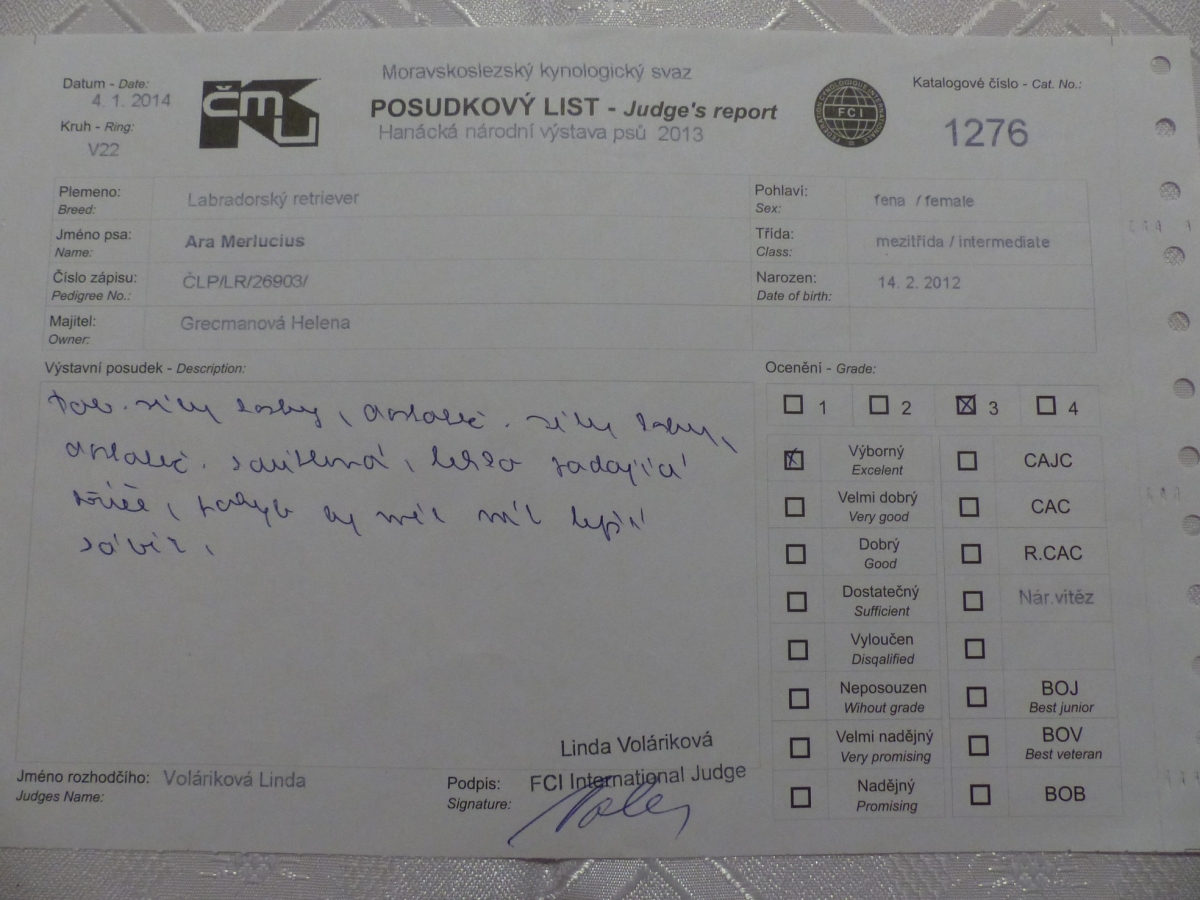 Datum - Date:
4. 1. 2014
Kruh - Ring:
V22
ČMKU
Moravskoslezský kynologický svaz
POSUDKOVÝ LIST - Judge's report
Hanácká národní výstava psů 2013
FCI
Katalogové číslo - Cat. No.:
1276
Plemeno:
Breed:
Labradorský retriever
Pohlaví:
Sex:
fena / female
Jméno psa:
Name:
Ara Merlucius
Třída:
Class:
mezitřída / intermediate
Číslo zápisu:
Pedigree No.:
ČLP/LR/26903/
Narozen:
Date of birth:
14. 2. 2012
Majitel:
Owner:
Grecmanová Helena
Výstavní posudek - Description:
Ocenění - Grade:
1
2
3
4
Výborný
Excelent
CAJC
Velmi dobrý
Very good
CAC
Dobrý
Good
R.CAC
Dostatečný
Sufficient
Nár.vítěz
Vyloučen
Disqalified
Neposouzen
Wihout grade
BOJ
Best junior
Velmi nadějný
Very promising
BOV
Best veteran
Nadějný
Promising
BOB
Jméno rozhodčího:
Judges Name:
Voláriková Linda
Podpis:
Signature:
Linda Voláriková
FCI International Judge